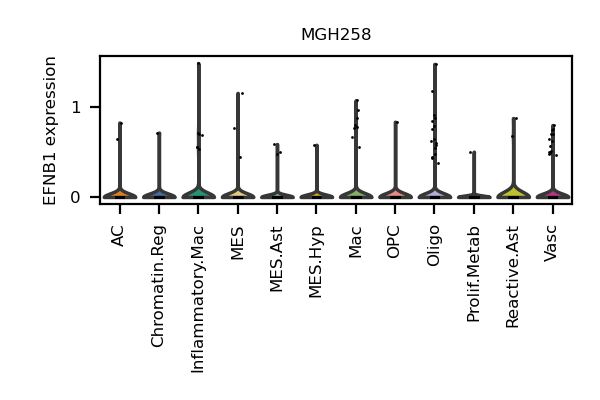 MGH258
EFNB1 expression
1
0
AC
Chromatin.Reg
Inflammatory.Mac
MES
MES.Ast
MES.Hyp
Mac
OPC
Oligo
Prolif.Metab
Reactive.Ast
Vasc